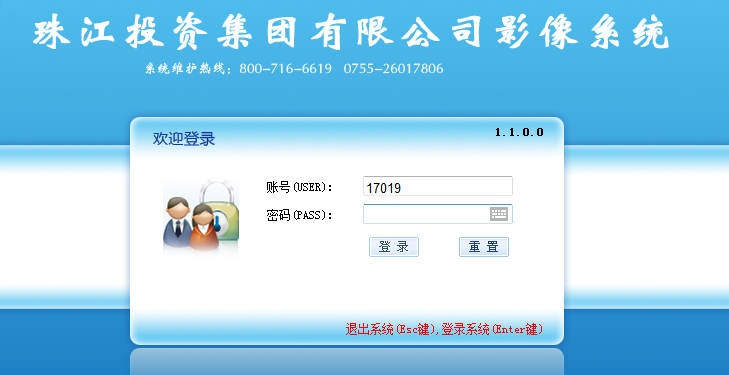 珠江投资集团有限公司影像系统
系统维护热线：800-716-6619 0755-26017806
欢迎登录
1.1.0.0
账号(USER)：
17019
密码(PASS)：
登 录
重 置
退出系统(Esc键),登录系统(Enter键)